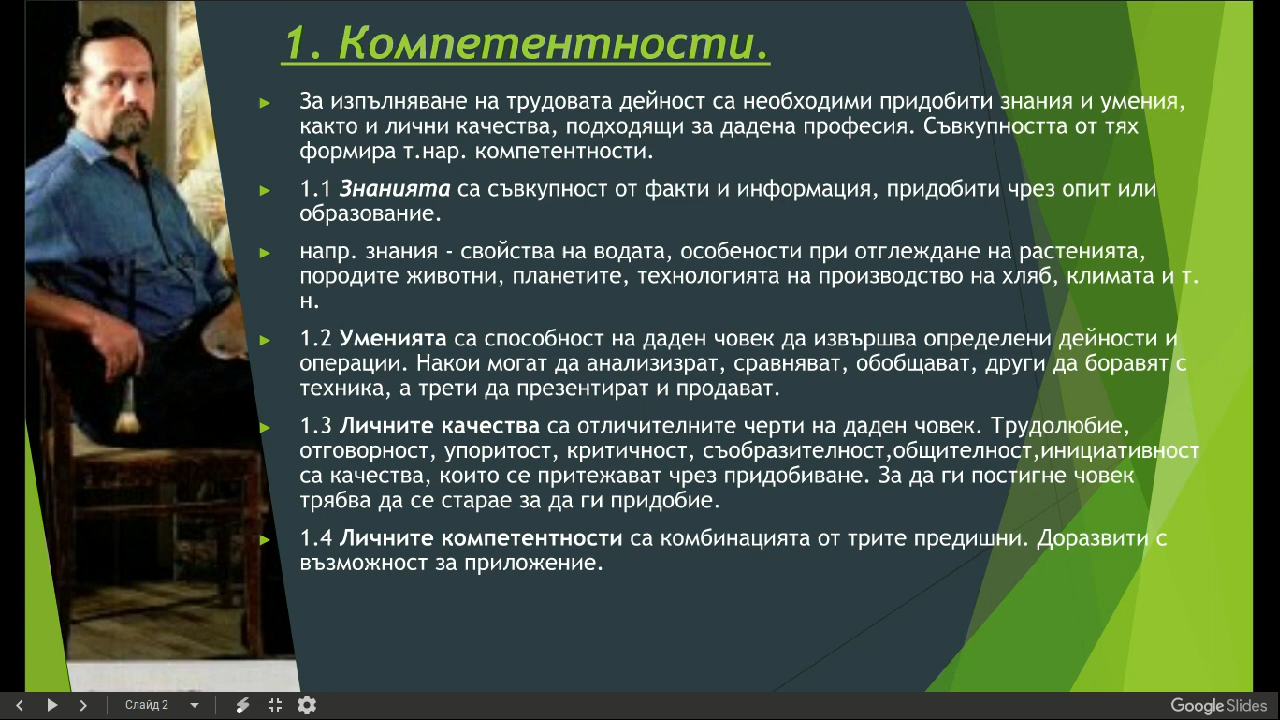 1. Компетентности.
За изпълняване на трудовата дейност са необходими придобити знания и умения,
както и лични качества, подходящи за дадена професия. Съвкупността от тях
формира т.нар. компетентности.
1.1 Знанията са съвкупност от факти и информация, придобити чрез опит или
образование.
напр. знания - свойства на водата, особености при отглеждане на растенията,
породите животни, планетите, технологията на производство на хляб, климата и т.
н.
1.2 Уменията са способност на даден човек да извършва определени дейности и
операции. Накои могат да анализизрат, сравняват, обобщават, други да боравят с
техника, а трети да презентират и продават.
1.3 Личните качества са отличителните черти на даден човек. Трудолюбие,
отговорност, упоритост, критичност, съобразителност,общителност,инициативност
са качества, които се притежават чрез придобиване. За да ги постигне човек
трябва да се старае за да ги придобие.
1.4 Личните компетентности са комбинацията от трите предишни. Доразвити с
възможност за приложение.
Слайд 2
Google Slides